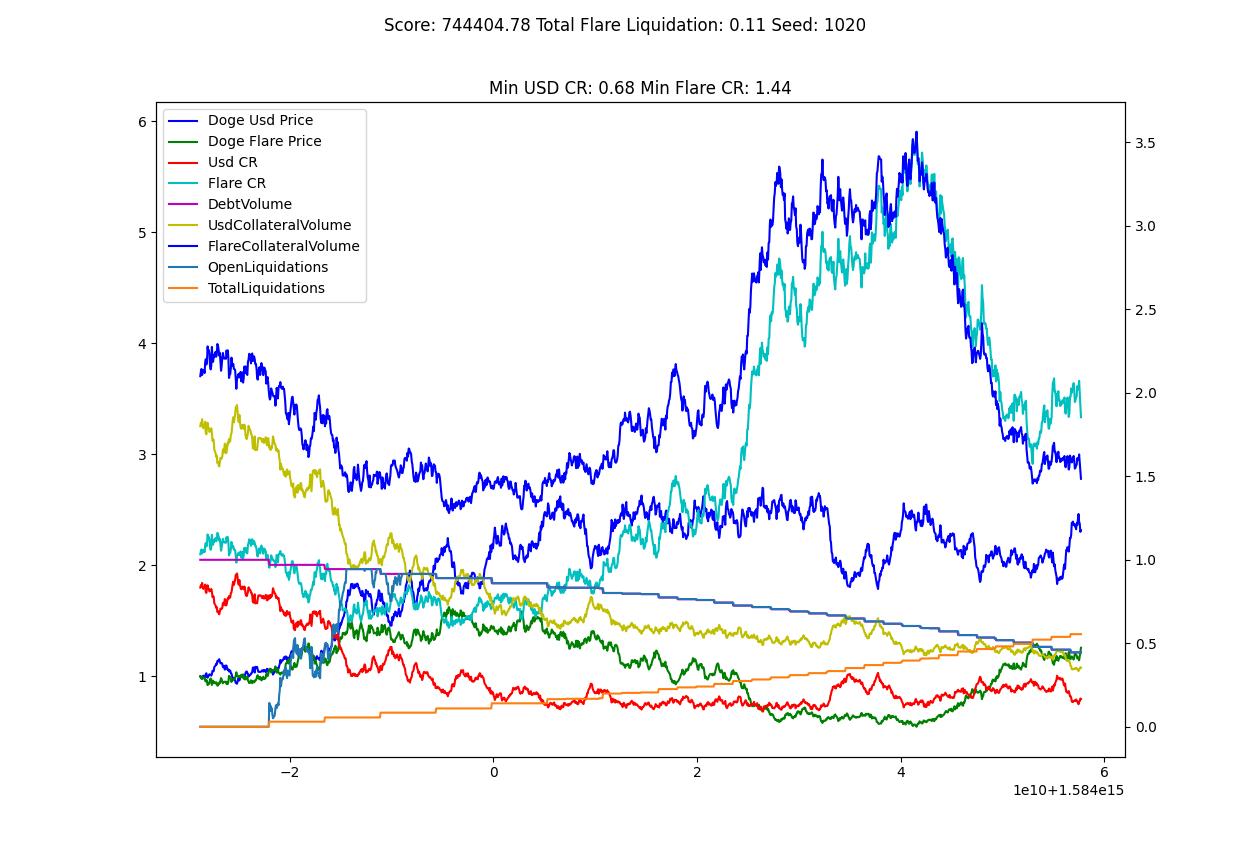 Score: 744404.78 Total Flare Liquidation: 0.11 Seed: 1020
Min USD CR: 0.68 Min Flare CR: 1.44
Doge Usd Price
Doge Flare Price
Usd CR
Flare CR
DebtVolume
UsdCollateralVolume
FlareCollateralVolume
OpenLiquidations
TotalLiquidations
6
5
4
3
2
1
3.5
3.0
2.5
2.0
1.5
1.0
0.5
0.0
−2
0
2
4
6
1e10+1.584e15